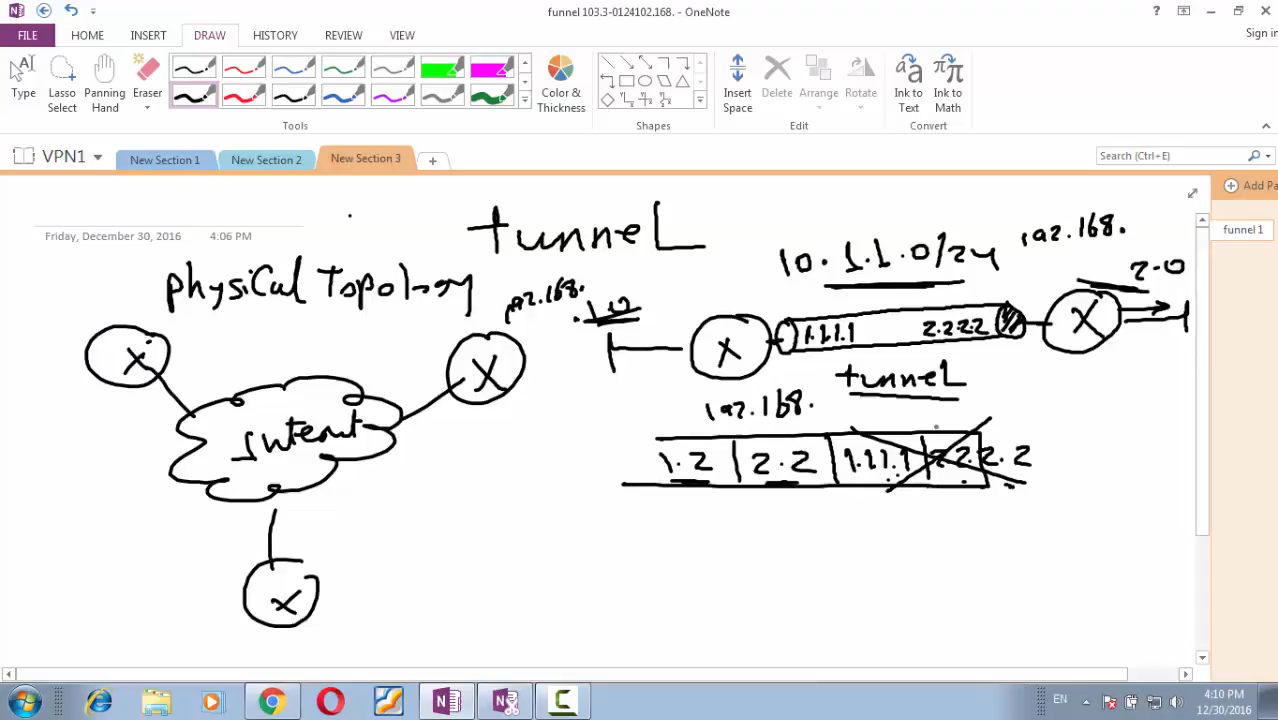 funnel 103.3-0124102.168. - OneNote
Sign in
FILE HOME INSERT DRAW HISTORY REVIEW VIEW
Type
Lasso Select
Panning Hand
Eraser
Color & Thickness
Insert Space
Delete
Arrange
Rotate
Ink to Text
Ink to Math
Tools
Shapes
Edit
Convert
VPN1
New Section 1
New Section 2
New Section 3
Search (Ctrl+E)
Add Pa
funnel 1
Friday, December 30, 2016 4:06 PM
tunneL
physiCal Topology
10.1.1.0/24
192.168.
2.0
192.168.
X
X
Internt
X
X
1.1.1.1
2.2.2.2
X
tunneL
192.168.
1.2
2.2
1.1.1.1
2.2.2.2
EN
4:10 PM
12/30/2016